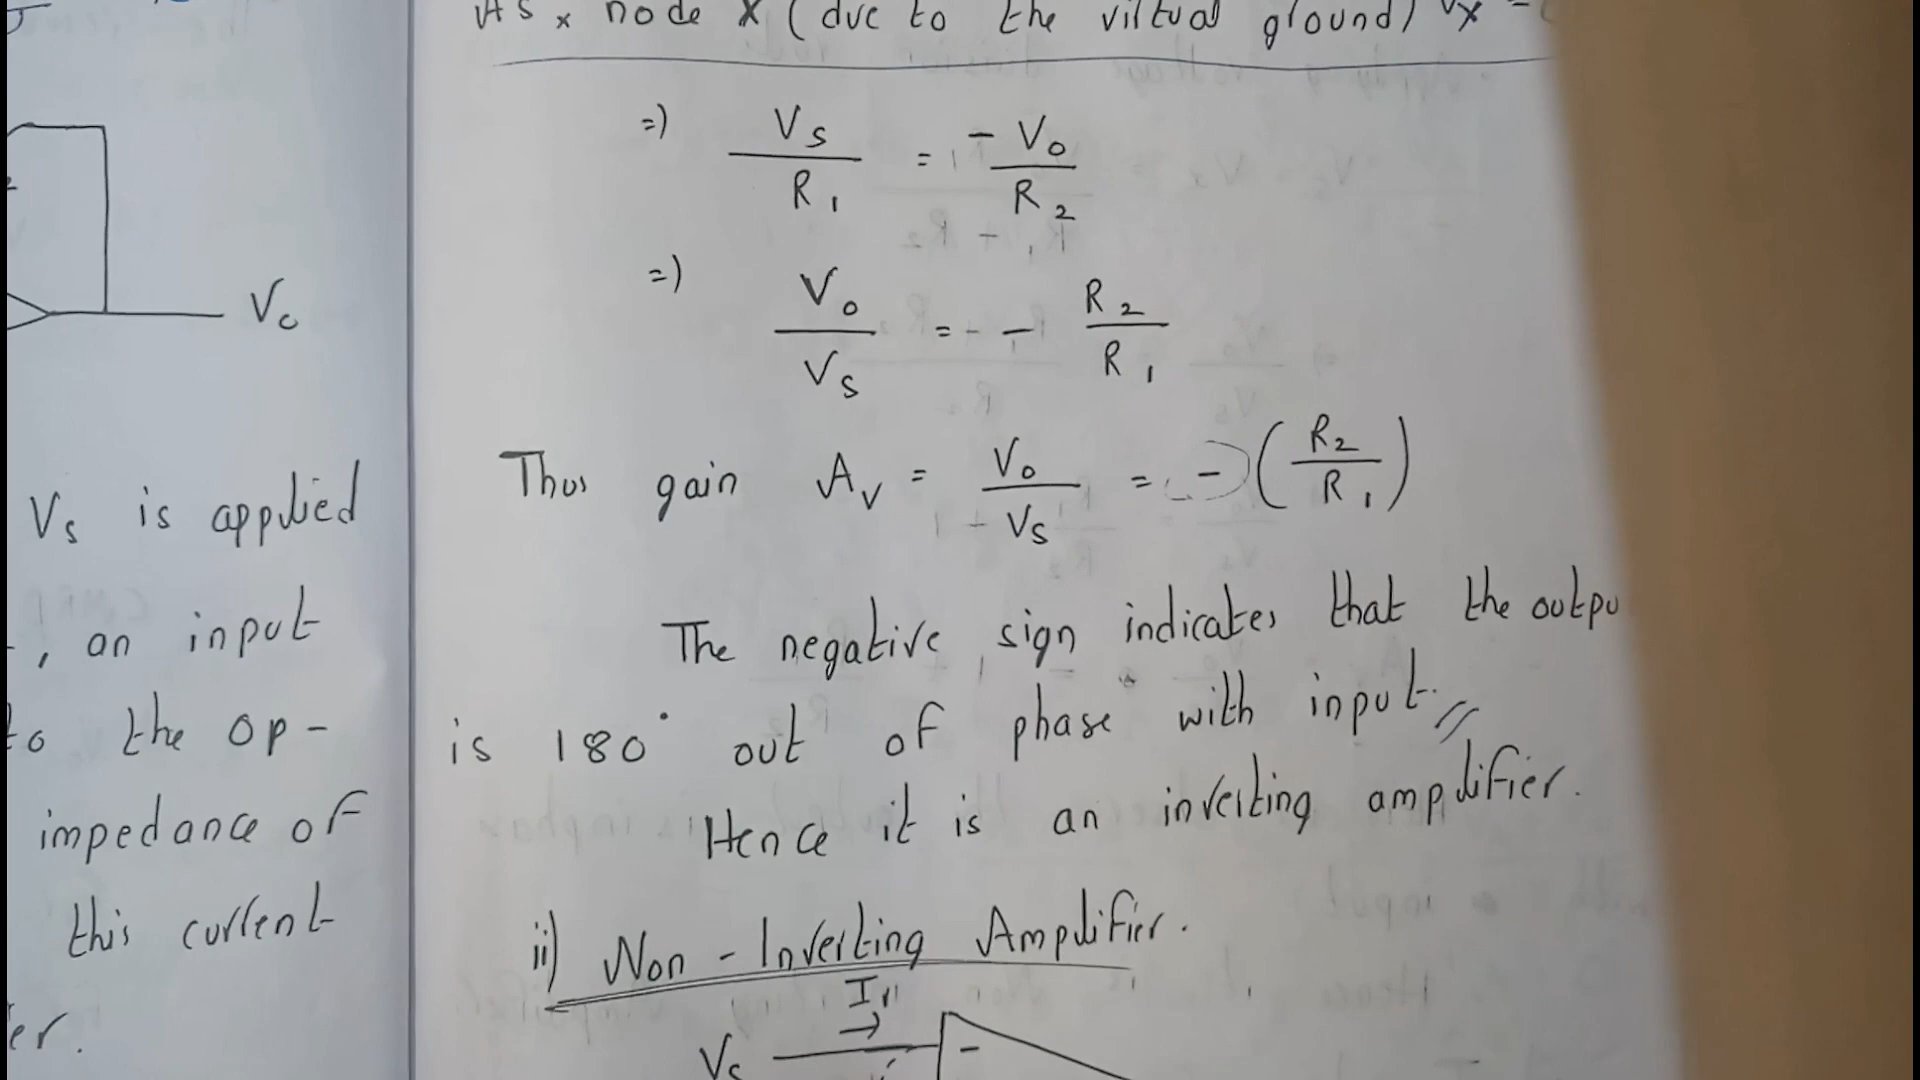 Vc
Vs is applied
, an input
to the op-
impedance of
this current
er.
As x node x (due to the virtual ground) Vx =
=) Vs / R1 = - Vo / R2
=) Vo / Vs = - R2 / R1
Thus gain Av = Vo / Vs = - (R2 / R1)
The negative sign indicates that the outpu
is 180° out of phase with input.
Hence it is an inverting amplifier.
ii) Non-Inverting Amplifier.
I
Vs
-